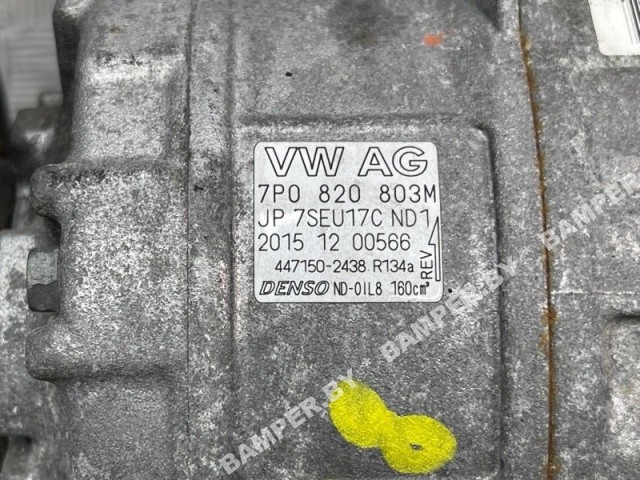 VW AG
7P0 820 803M
JP 7SEU17C ND1
2015 12 00566
447150-2438 R134a
REV
DENSO ND-OIL8 160cm³
BAMPER.BY
BAMPER.BY
BAMPER.BY